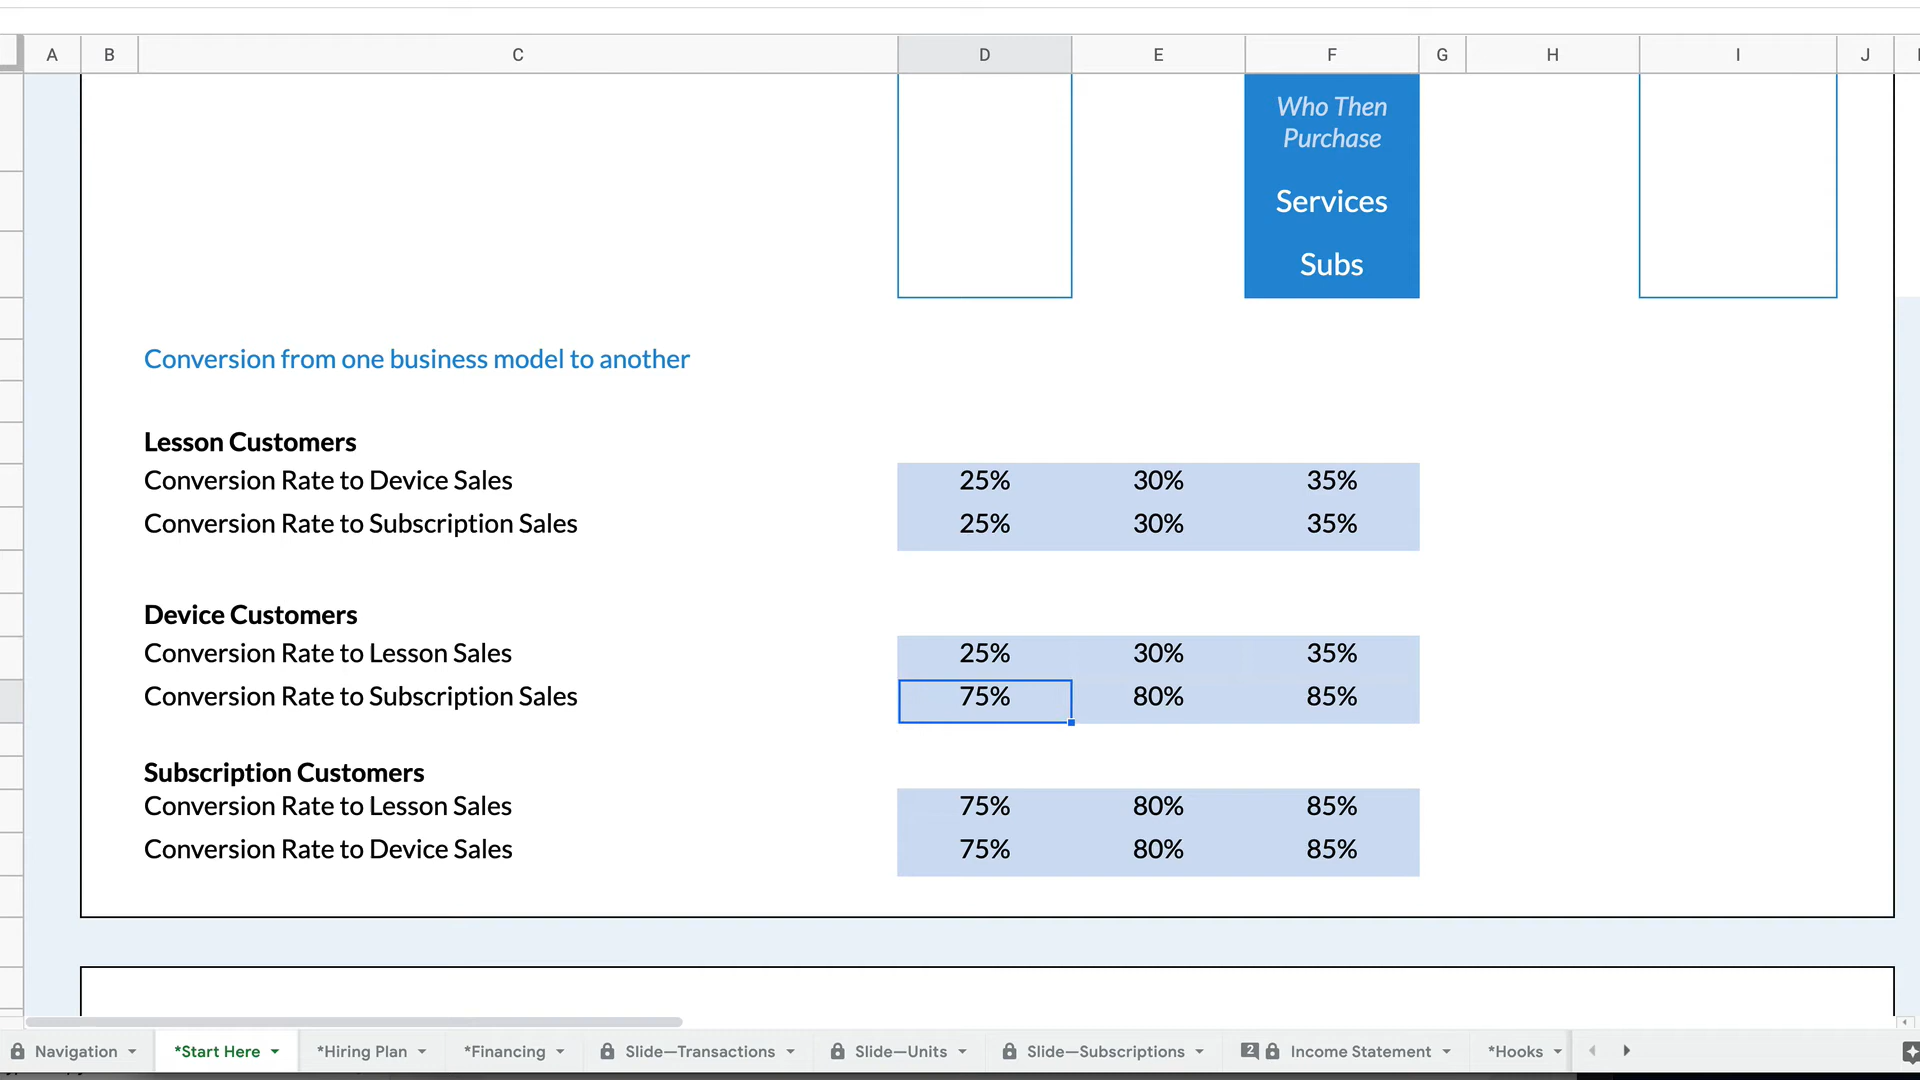 A B C D E F G H I J
Who Then
Purchase
Services
Subs
Conversion from one business model to another
Lesson Customers
Conversion Rate to Device Sales 25% 30% 35%
Conversion Rate to Subscription Sales 25% 30% 35%
Device Customers
Conversion Rate to Lesson Sales 25% 30% 35%
Conversion Rate to Subscription Sales 75% 80% 85%
Subscription Customers
Conversion Rate to Lesson Sales 75% 80% 85%
Conversion Rate to Device Sales 75% 80% 85%
Navigation *Start Here *Hiring Plan *Financing Slide—Transactions Slide—Units Slide—Subscriptions 2 Income Statement *Hooks